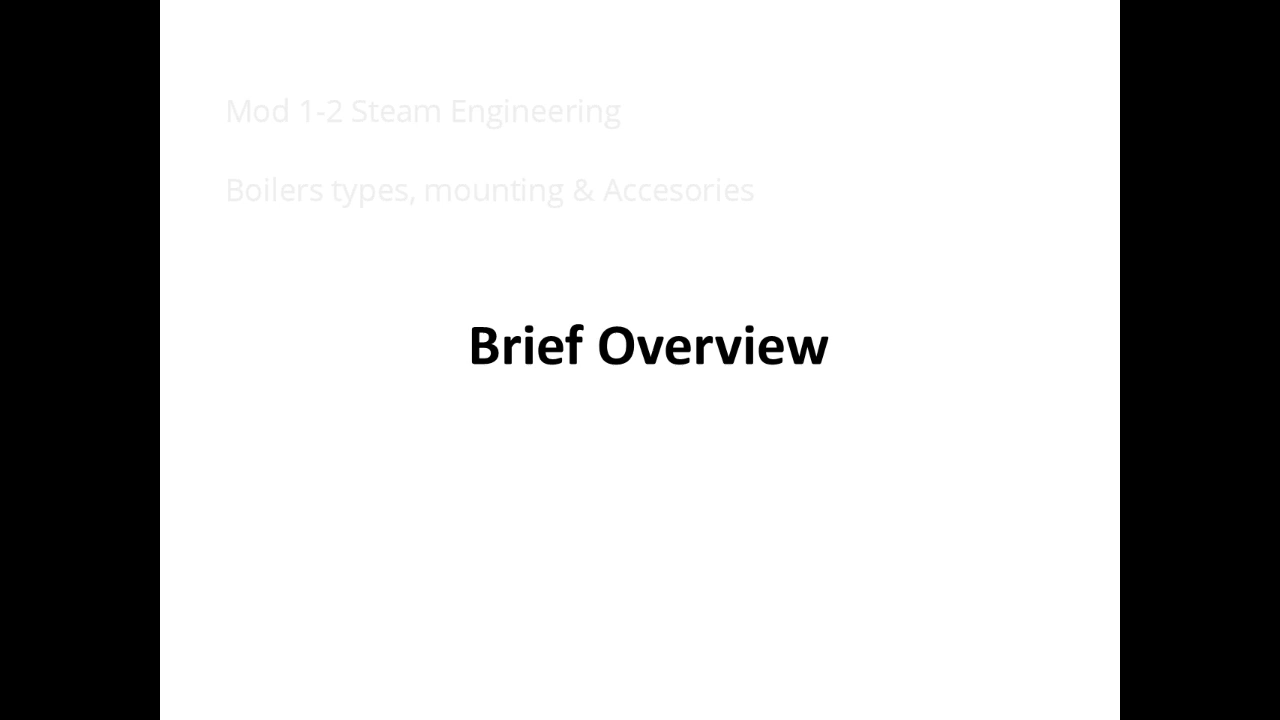 Mod 1-2 Steam Engineering
Boilers types, mounting & Accesories
Brief Overview